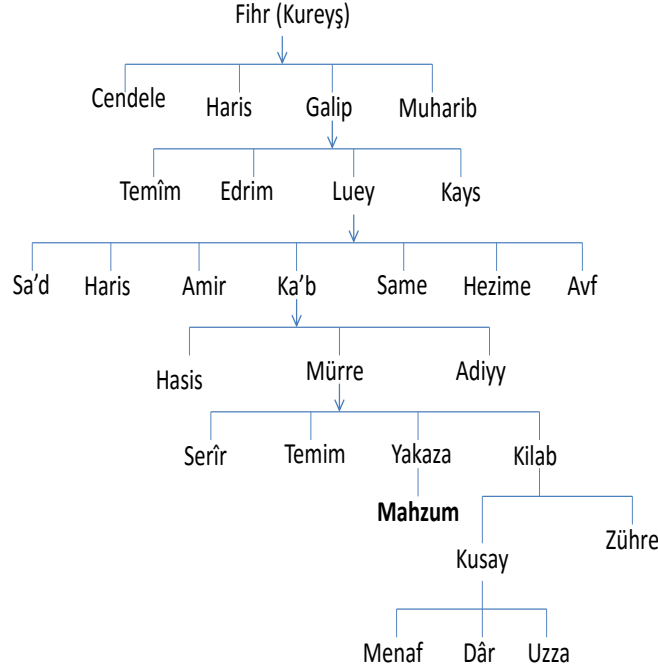 Fihr (Kureyş)
Cendele Haris Galip Muharib
Temîm Edrim Luey Kays
Sa’d Haris Amir Ka’b Same Hezime Avf
Hasis Mürre Adiyy
Serîr Temim Yakaza Kilab
Mahzum
Zühre
Kusay
Menaf Dâr Uzza